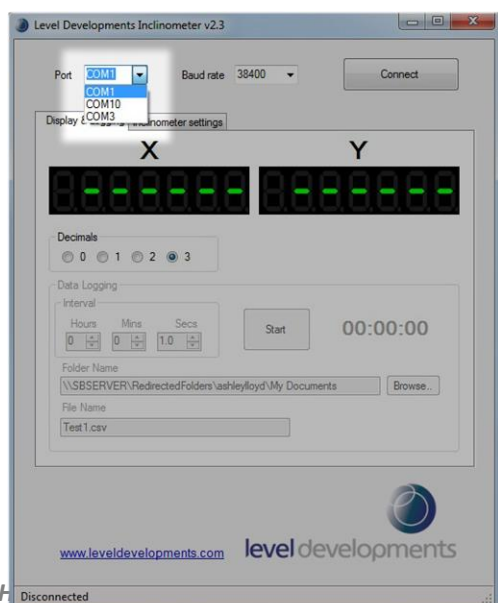 Level Developments Inclinometer v2.3
Port COM1 Baud rate 38400 Connect
COM1
COM10
COM3
Display & Logging Inclinometer settings
X Y
Decimals
0 1 2 3
Data Logging
Interval
Hours Mins Secs
0 0 1.0 Start 00:00:00
Folder Name
\\SBSERVER\RedirectedFolders\ashleylloyd\My Documents Browse..
File Name
Test1.csv
www.leveldevelopments.com level developments
H
Disconnected